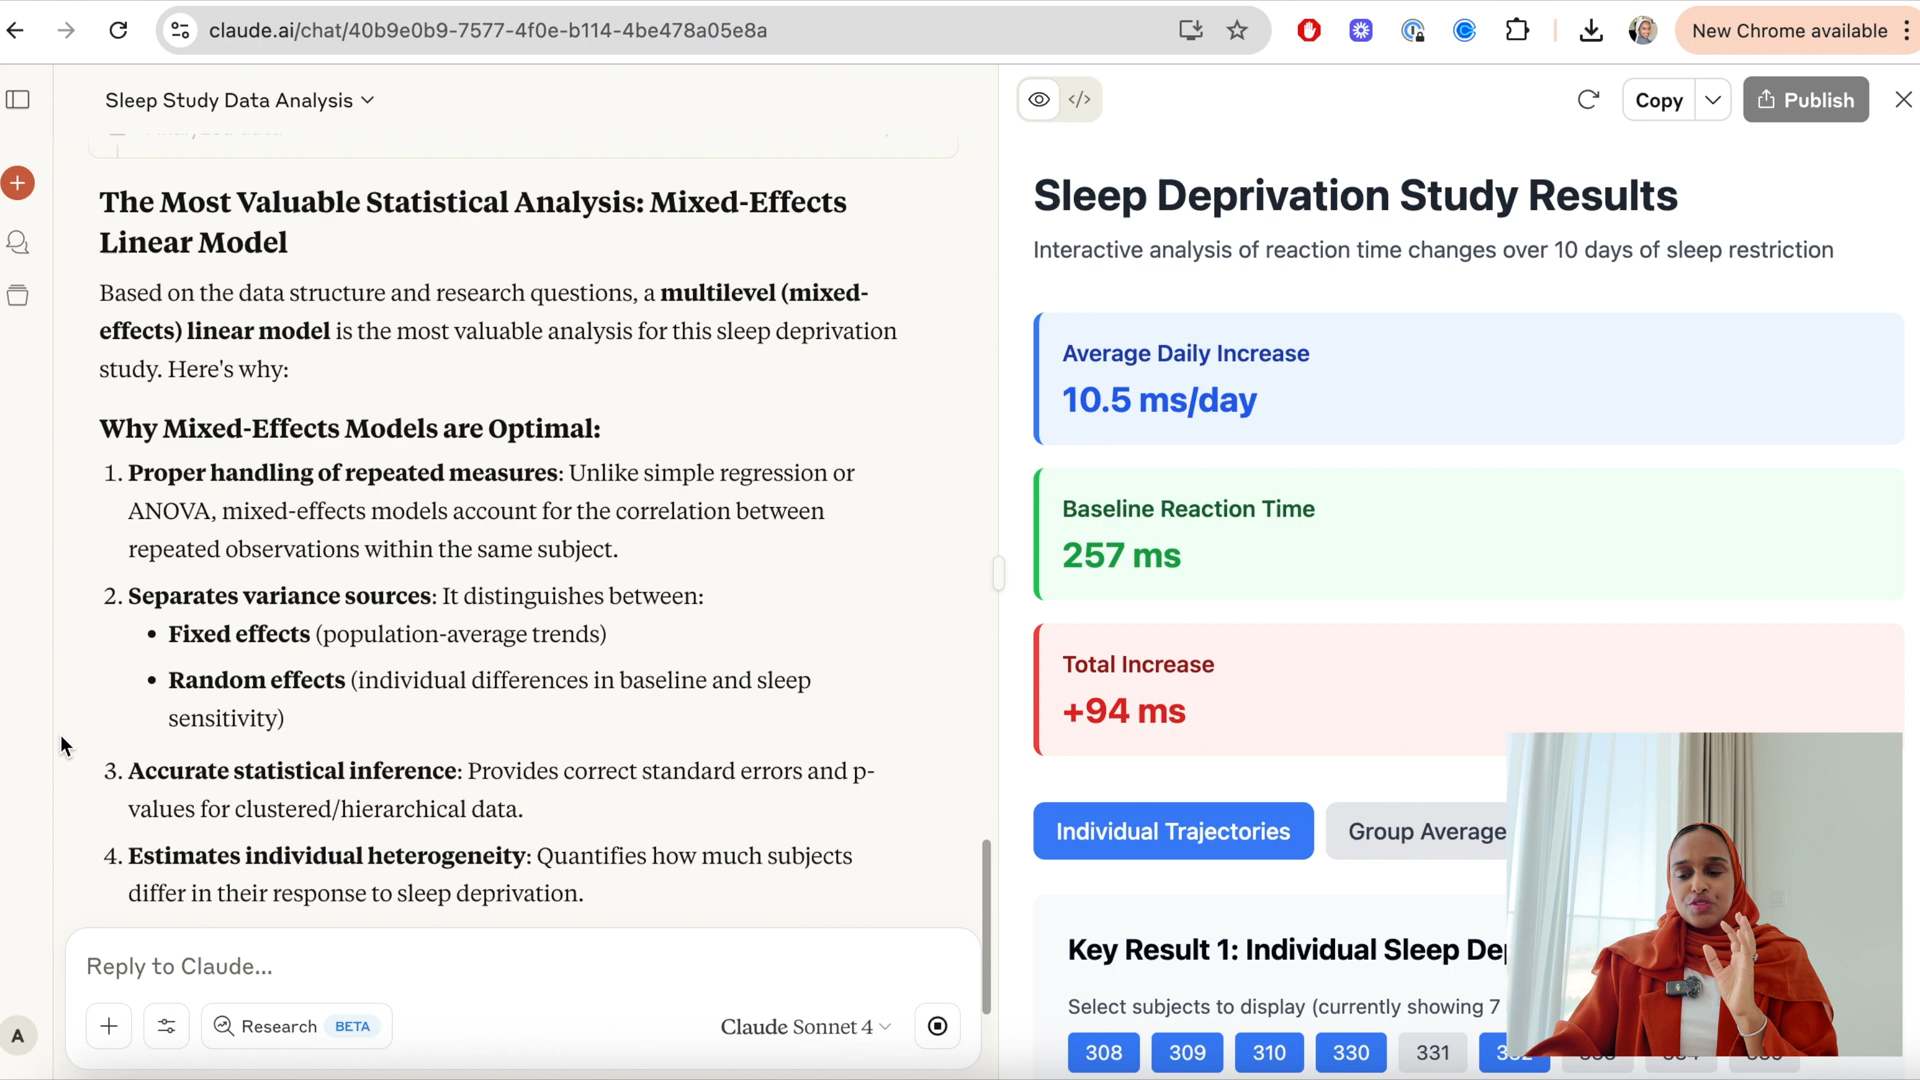 claude.ai/chat/40b9e0b9-7577-4f0e-b114-4be478a05e8a
New Chrome available
Sleep Study Data Analysis
Copy
Publish
The Most Valuable Statistical Analysis: Mixed-Effects
Linear Model
Based on the data structure and research questions, a multilevel (mixed-
effects) linear model is the most valuable analysis for this sleep deprivation
study. Here's why:
Why Mixed-Effects Models are Optimal:
1. Proper handling of repeated measures: Unlike simple regression or
ANOVA, mixed-effects models account for the correlation between
repeated observations within the same subject.
2. Separates variance sources: It distinguishes between:
• Fixed effects (population-average trends)
• Random effects (individual differences in baseline and sleep
sensitivity)
3. Accurate statistical inference: Provides correct standard errors and p-
values for clustered/hierarchical data.
4. Estimates individual heterogeneity: Quantifies how much subjects
differ in their response to sleep deprivation.
Reply to Claude...
Research BETA
Claude Sonnet 4
A
Sleep Deprivation Study Results
Interactive analysis of reaction time changes over 10 days of sleep restriction
Average Daily Increase
10.5 ms/day
Baseline Reaction Time
257 ms
Total Increase
+94 ms
Individual Trajectories
Group Average
Key Result 1: Individual Sleep
Select subjects to display (currently showing 7
308 309 310 330 331